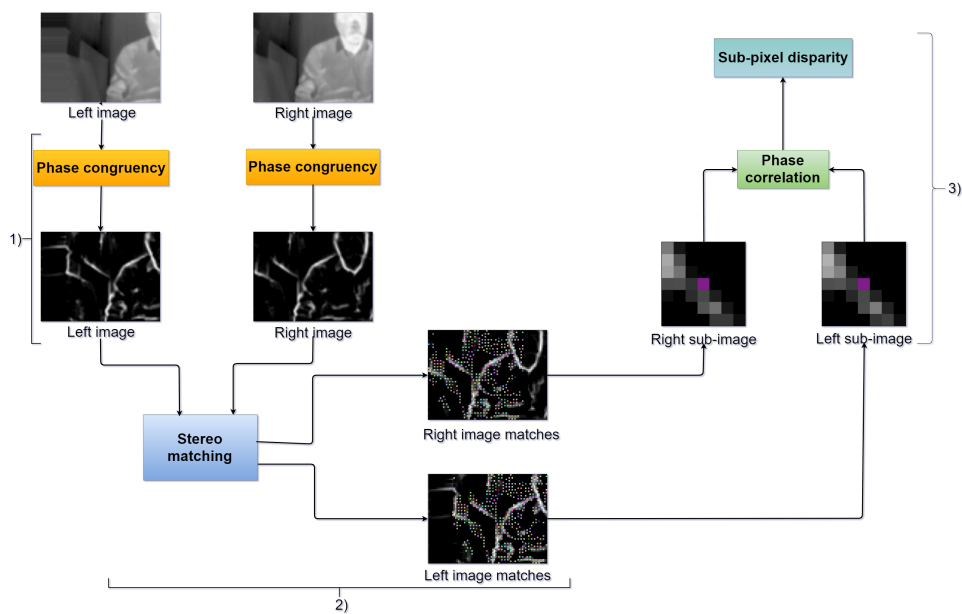 Left image
Right image
Phase congruency
Phase congruency
1)
Left image
Right image
Stereo
matching
Right image matches
Left image matches
2)
Sub-pixel disparity
Phase
correlation
3)
Right sub-image
Left sub-image